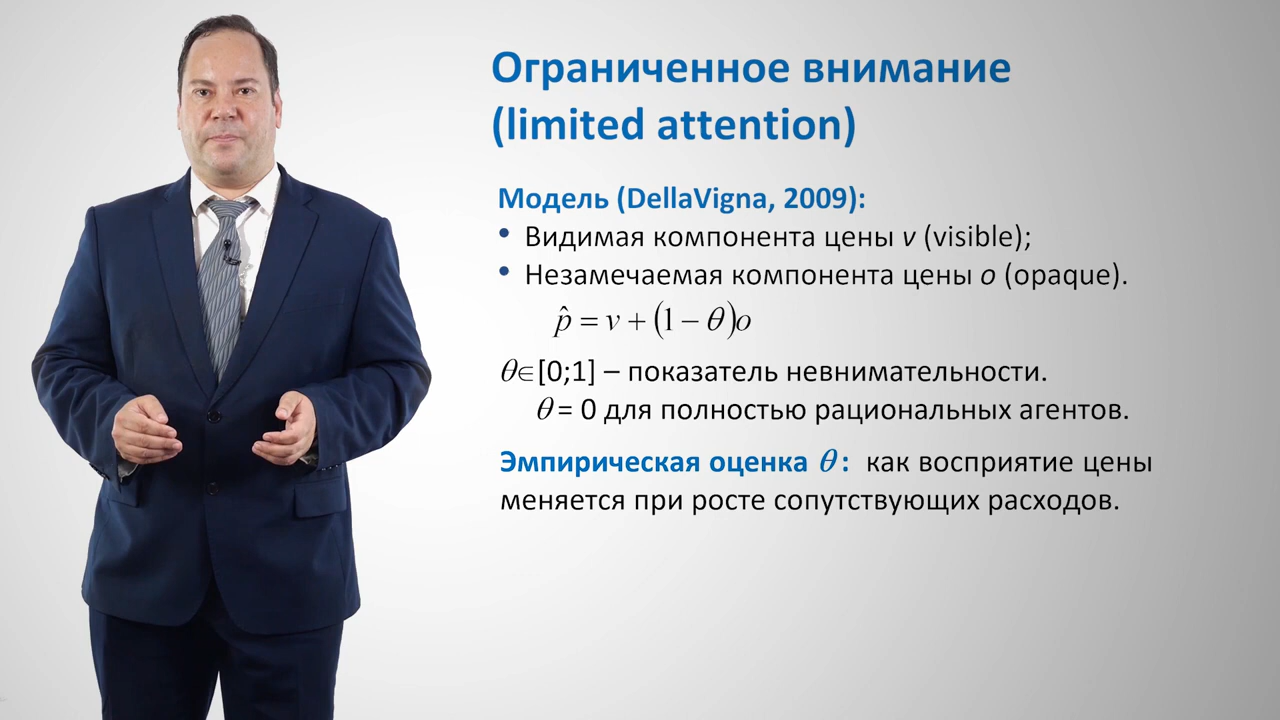 Ограниченное внимание
(limited attention)
Модель (DellaVigna, 2009):
• Видимая компонента цены v (visible);
• Незамечаемая компонента цены o (opaque).
p̂ = v + (1 − θ)o
θ∈[0;1] – показатель невнимательности.
θ = 0 для полностью рациональных агентов.
Эмпирическая оценка θ: как восприятие цены
меняется при росте сопутствующих расходов.